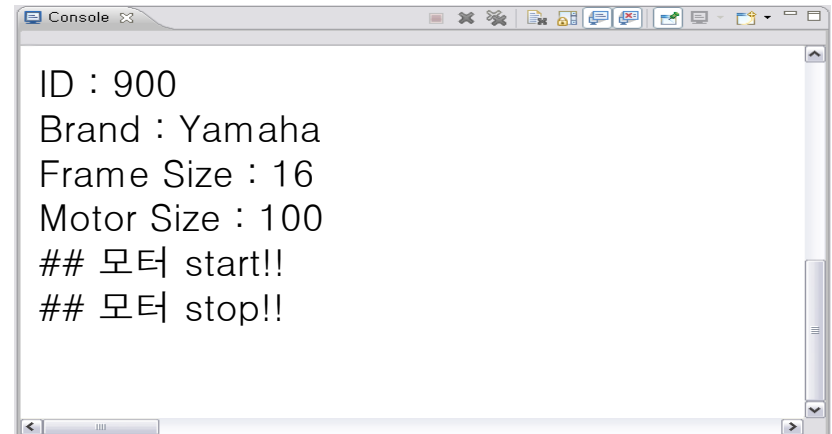 Console
ID : 900
Brand : Yamaha
Frame Size : 16
Motor Size : 100
## 모터 start!!
## 모터 stop!!